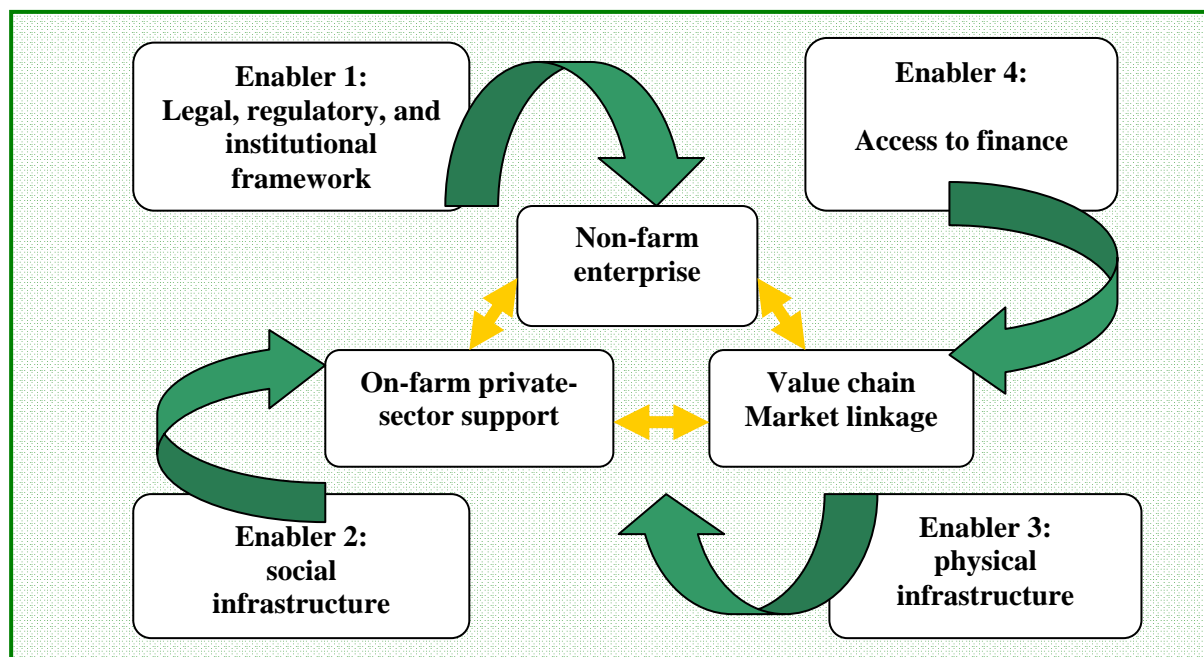 Enabler 1:
Legal, regulatory, and
institutional
framework
Enabler 4:
Access to finance
Non-farm
enterprise
On-farm private-
sector support
Value chain
Market linkage
Enabler 2:
social
infrastructure
Enabler 3:
physical
infrastructure